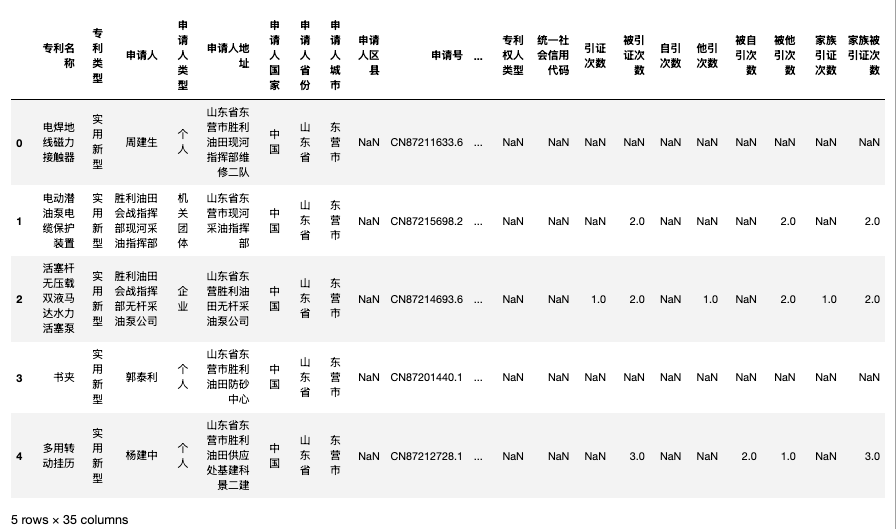 专利名称 专利类型 申请人 申请人类型 申请人地址 申请人国家 申请人省份 申请人城市 申请人区县 申请号 ... 专利权人类型 统一社会信用代码 引证次数 被引证次数 自引次数 他引次数 被自引次数 被他引次数 家族引证次数 家族被引证次数
0 电焊地线磁力接触器 实用新型 周建生 个人 山东省东营市胜利油田现河指挥部维修二队 中国 山东省 东营市 NaN CN87211633.6 ... NaN NaN NaN NaN NaN NaN NaN NaN NaN NaN
1 电动潜油泵电缆保护装置 实用新型 胜利油田会战指挥部现河采油指挥部 机关团体 山东省东营市现河采油指挥部 中国 山东省 东营市 NaN CN87215698.2 ... NaN NaN NaN 2.0 NaN NaN NaN 2.0 NaN 2.0
2 活塞杆无压载双液马达水力活塞泵 实用新型 胜利油田会战指挥部无杆采油泵公司 企业 山东省东营胜利油田无杆采油泵公司 中国 山东省 东营市 NaN CN87214693.6 ... NaN NaN 1.0 2.0 NaN 1.0 NaN 2.0 1.0 2.0
3 书夹 实用新型 郭泰利 个人 山东省东营市胜利油田防砂中心 中国 山东省 东营市 NaN CN87201440.1 ... NaN NaN NaN NaN NaN NaN NaN NaN NaN NaN
4 多用转动挂历 实用新型 杨建中 个人 山东省东营市胜利油田供应处基建科景二建 中国 山东省 东营市 NaN CN87212728.1 ... NaN NaN NaN 3.0 NaN NaN 2.0 1.0 NaN 3.0
5 rows × 35 columns